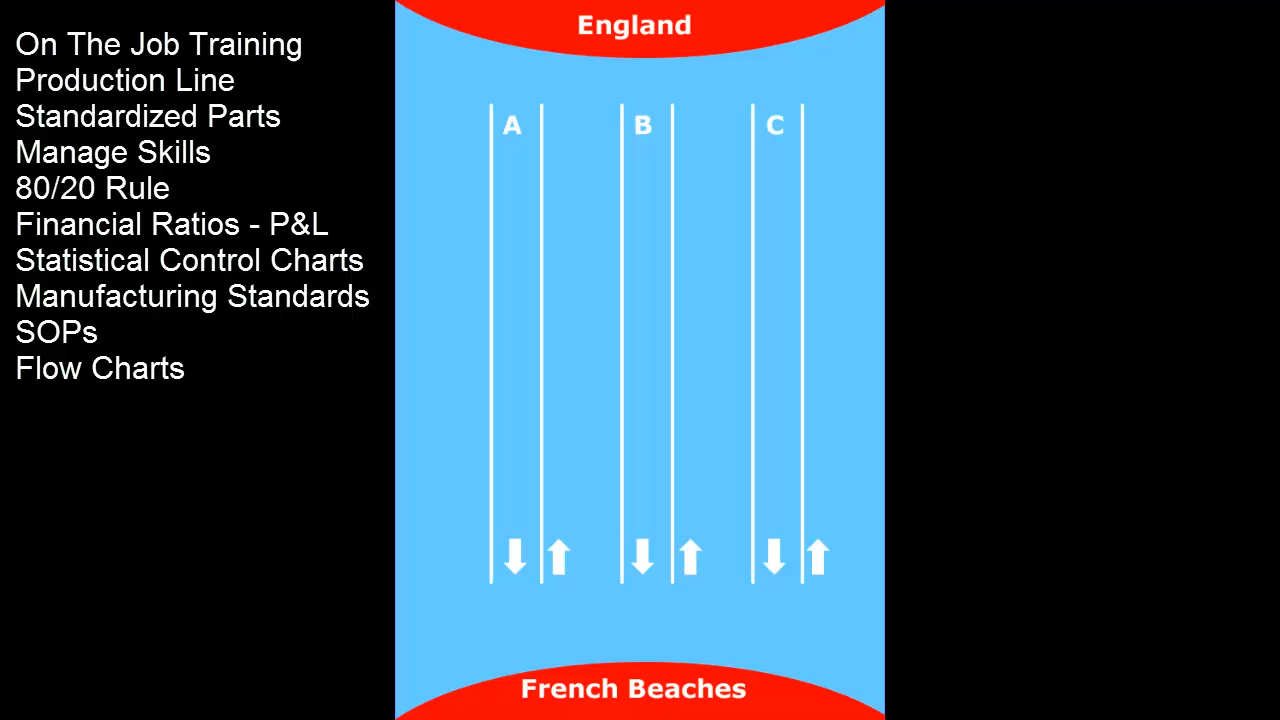 On The Job Training
Production Line
Standardized Parts
Manage Skills
80/20 Rule
Financial Ratios - P&L
Statistical Control Charts
Manufacturing Standards
SOPs
Flow Charts
England
A
B
C
French Beaches